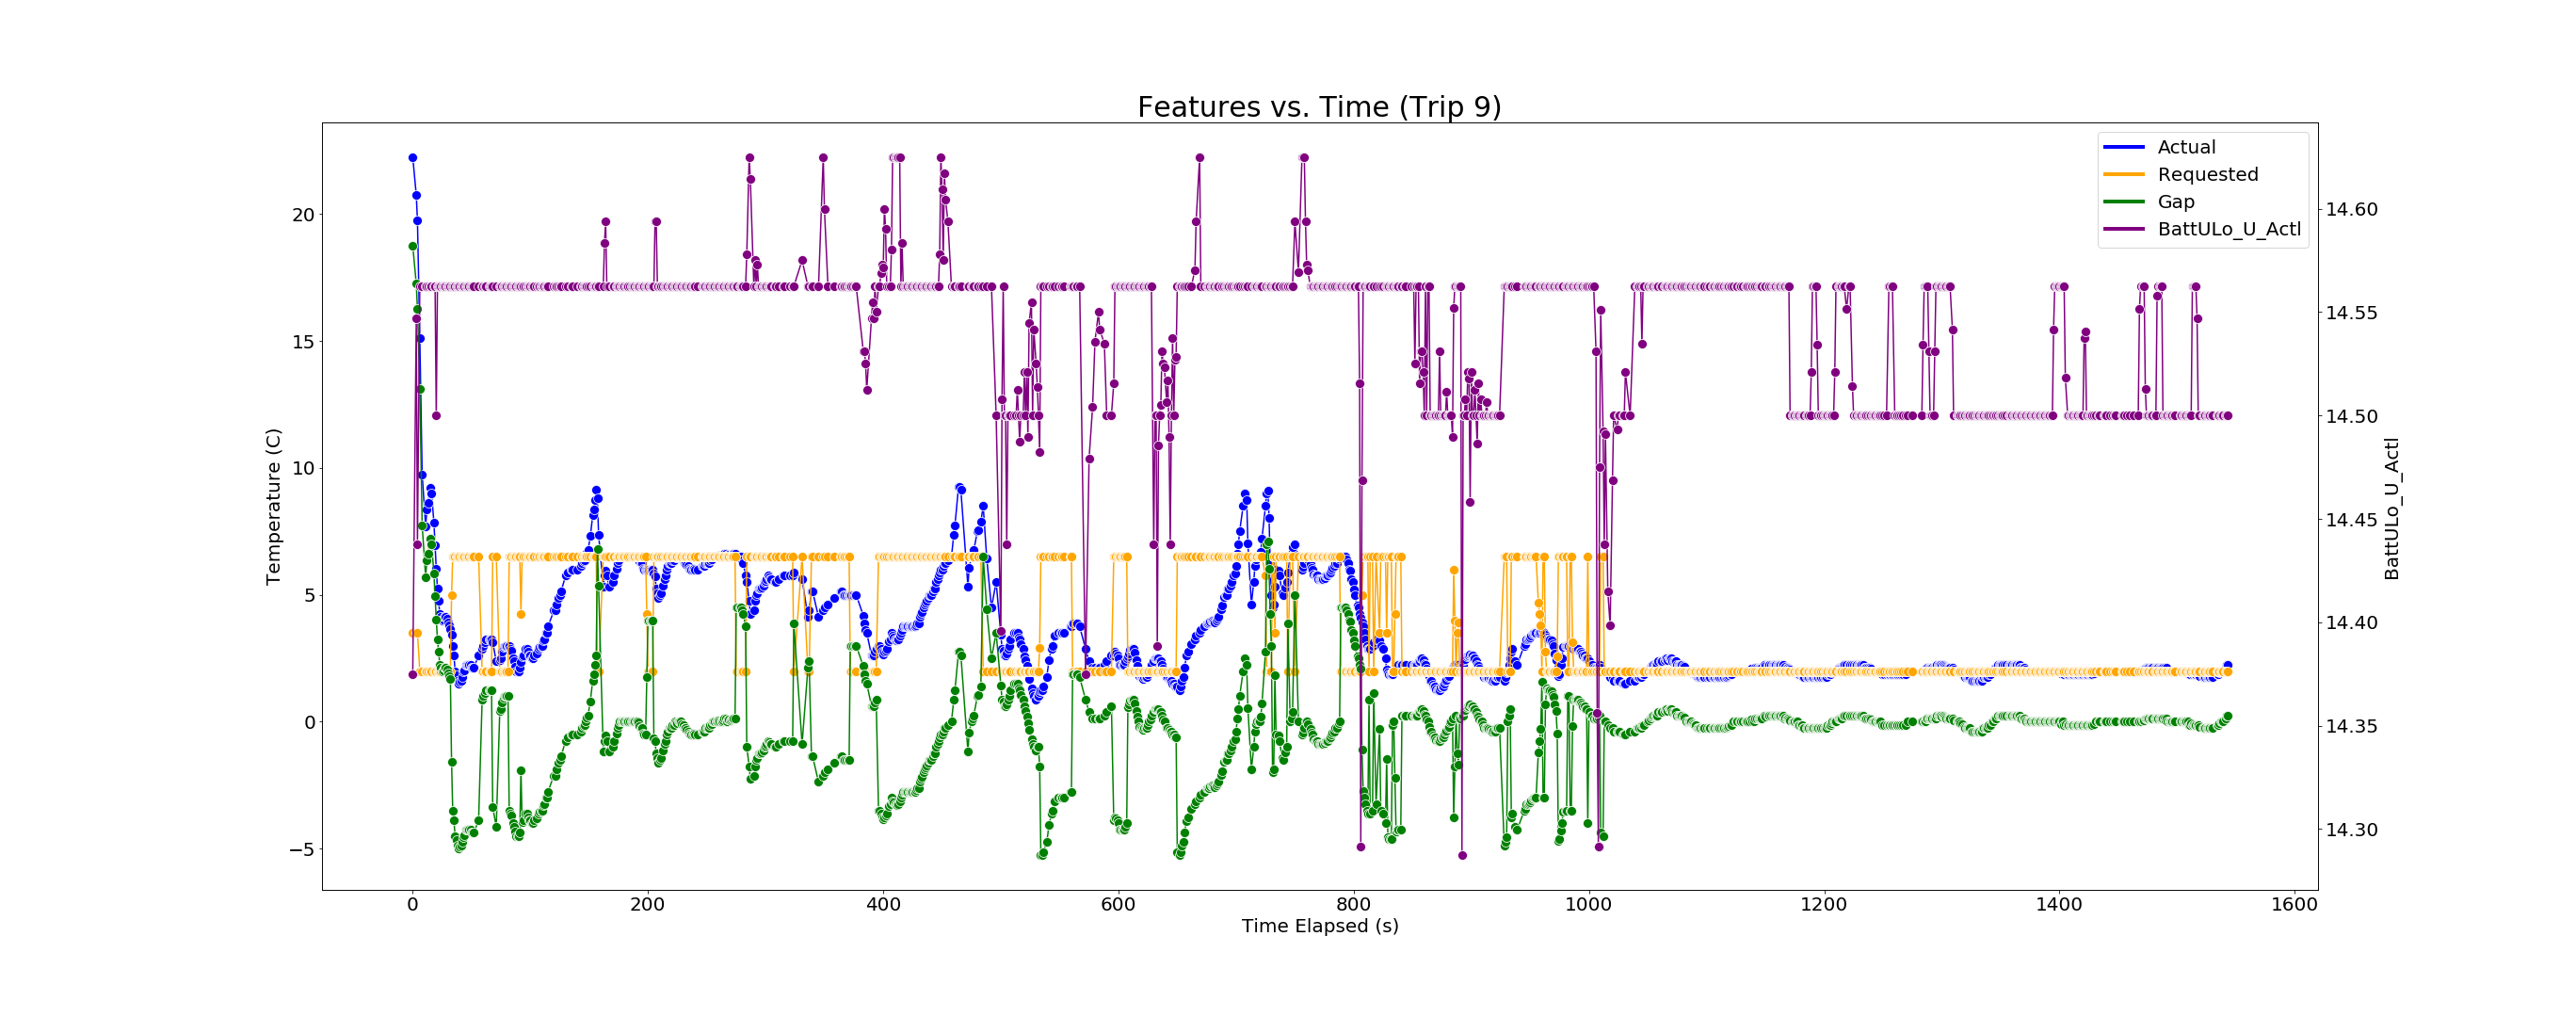 Features vs. Time (Trip 9)
Actual
Requested
Gap
BattULo_U_Actl
Temperature (C)
20
15
10
5
0
−5
14.60
14.55
14.50
14.45
14.40
14.35
14.30
BattULo_U_Actl
0 200 400 600 800 1000 1200 1400 1600
Time Elapsed (s)